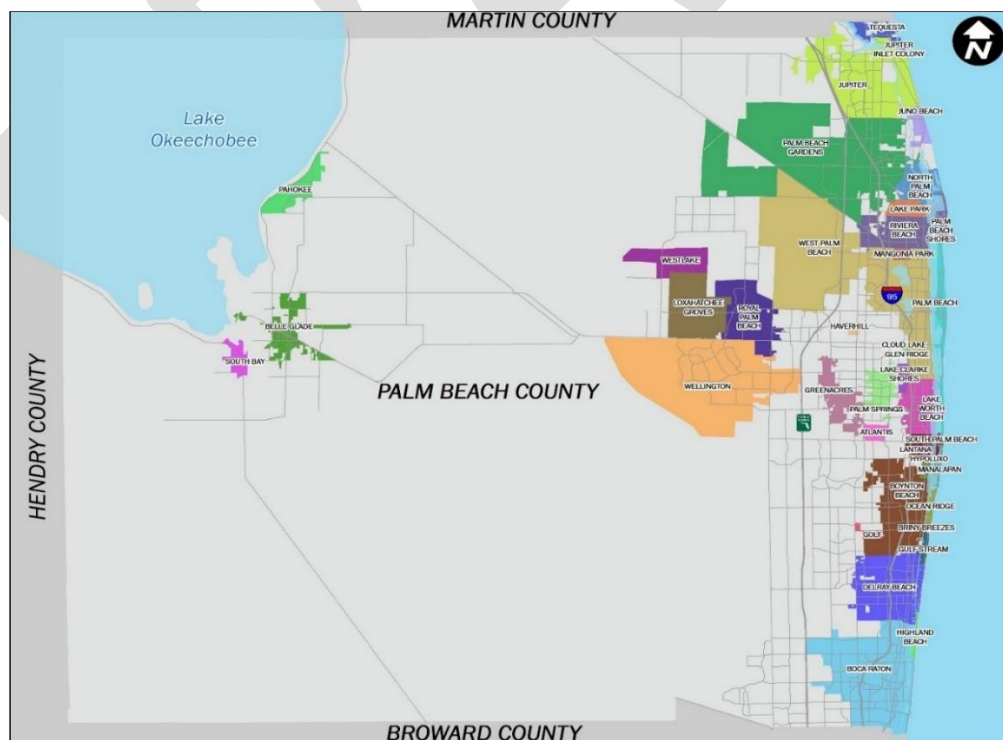 MARTIN COUNTY
TEQUESTA
N
JUPITER
INLET COLONY
JUPITER
JUNO BEACH
Lake
Okeechobee
PALM BEACH
GARDENS
PAHOKEE
NORTH
PALM
BEACH
LAKE PARK
RIVIERA
BEACH
PALM
BEACH
SHORES
WEST PALM
BEACH
MANGONIA PARK
WESTLAKE
95
LOXAHATCHEE
GROVES
ROYAL
PALM
BEACH
PALM BEACH
HAVERHILL
BELLE GLADE
CLOUD LAKE
GLEN RIDGE
SOUTH BAY
LAKE CLARKE
SHORES
PALM BEACH COUNTY
WELLINGTON
GREENACRES
LAKE
WORTH
BEACH
PALM SPRINGS
HENDRY COUNTY
ATLANTIS
SOUTH PALM BEACH
LANTANA
HYPOLUXO
MANALAPAN
BOYNTON
BEACH
OCEAN RIDGE
BRINY BREEZES
GOLF
GULF STREAM
DELRAY BEACH
HIGHLAND
BEACH
BOCA RATON
BROWARD COUNTY